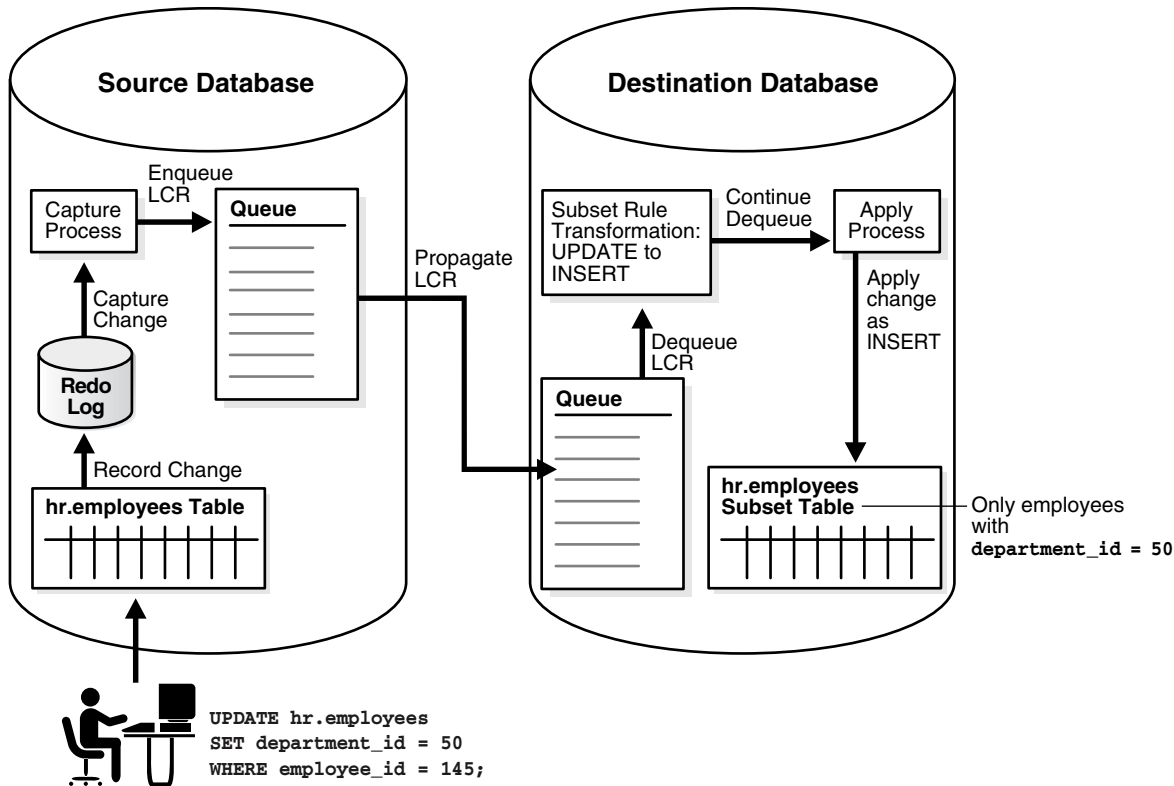 Source Database
Enqueue
LCR
Capture
Process
Queue
Capture
Change
Redo
Log
Record Change
hr.employees Table
Propagate
LCR
Destination Database
Subset Rule
Transformation:
UPDATE to
INSERT
Continue
Dequeue
Apply
Process
Apply
change
as
INSERT
Dequeue
LCR
Queue
hr.employees
Subset Table
Only employees
with
department_id = 50
UPDATE hr.employees
SET department_id = 50
WHERE employee_id = 145;